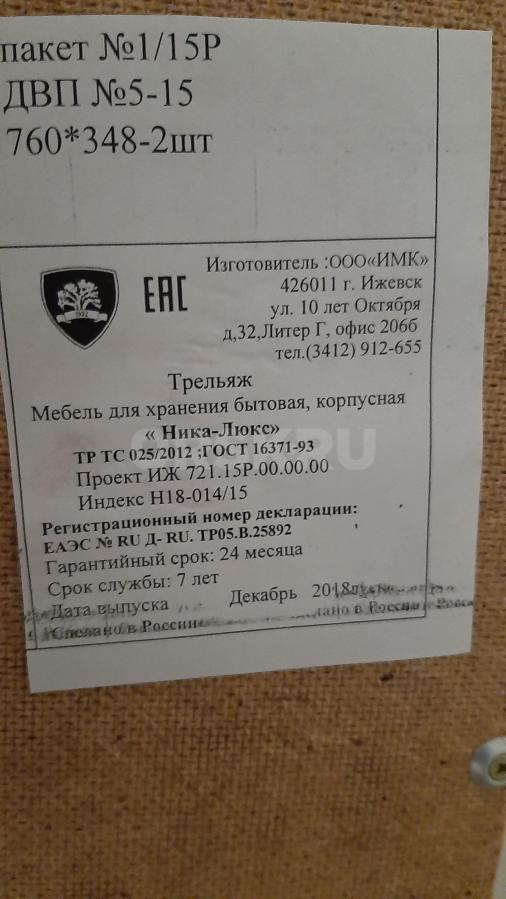 пакет №1/15Р
ДВП №5-15
760*348-2шт
Изготовитель :ООО«ИМК»
426011 г. Ижевск
ул. 10 лет Октября
д,32,Литер Г, офис 206б
тел.(3412) 912-655
EAC
Трельяж
Мебель для хранения бытовая, корпусная
« Ника-Люкс»
ТР ТС 025/2012 ;ГОСТ 16371-93
Проект ИЖ 721.15Р.00.00.00
Индекс Н18-014/15
Регистрационный номер декларации:
ЕАЭС № RU Д- RU. ТР05.В.25892
Гарантийный срок: 24 месяца
Срок службы: 7 лет
Дата выпуска Декабрь 2018г
Сделано в России